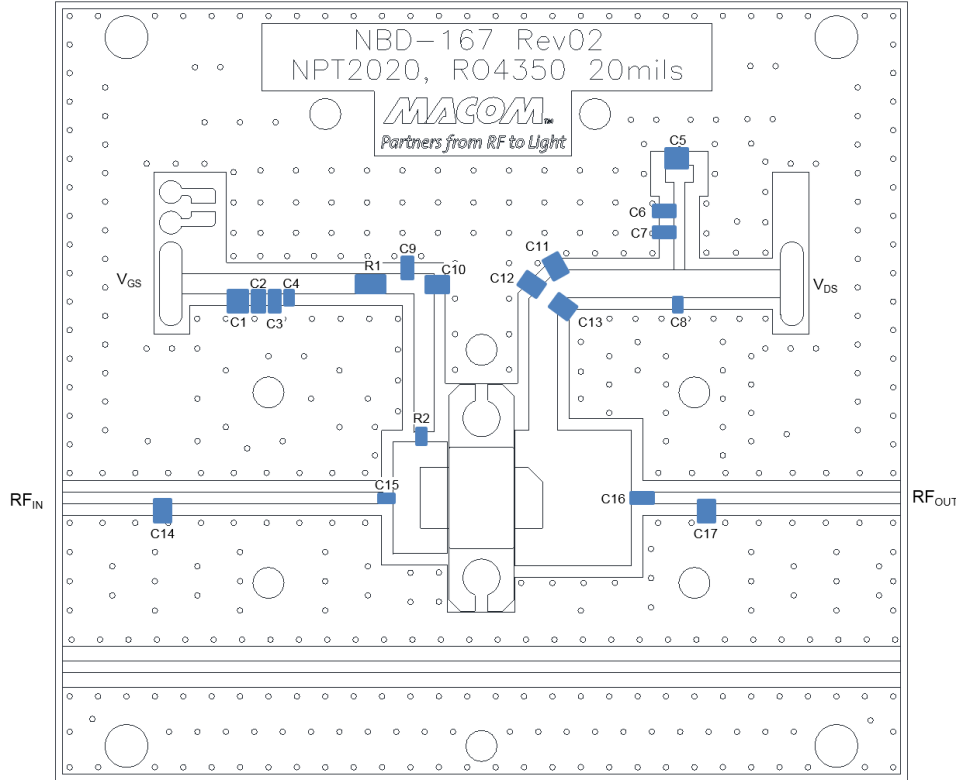 NBD-167 Rev02
NPT2020, RO4350 20mils
MACOM™
Partners from RF to Light
C5
C6
C7
C11
C9
C12
C10
R1
VGS
C2
C4
C1
C3
VDS
C13
C8
R2
C15
RFIN
C14
C16
C17
RFOUT